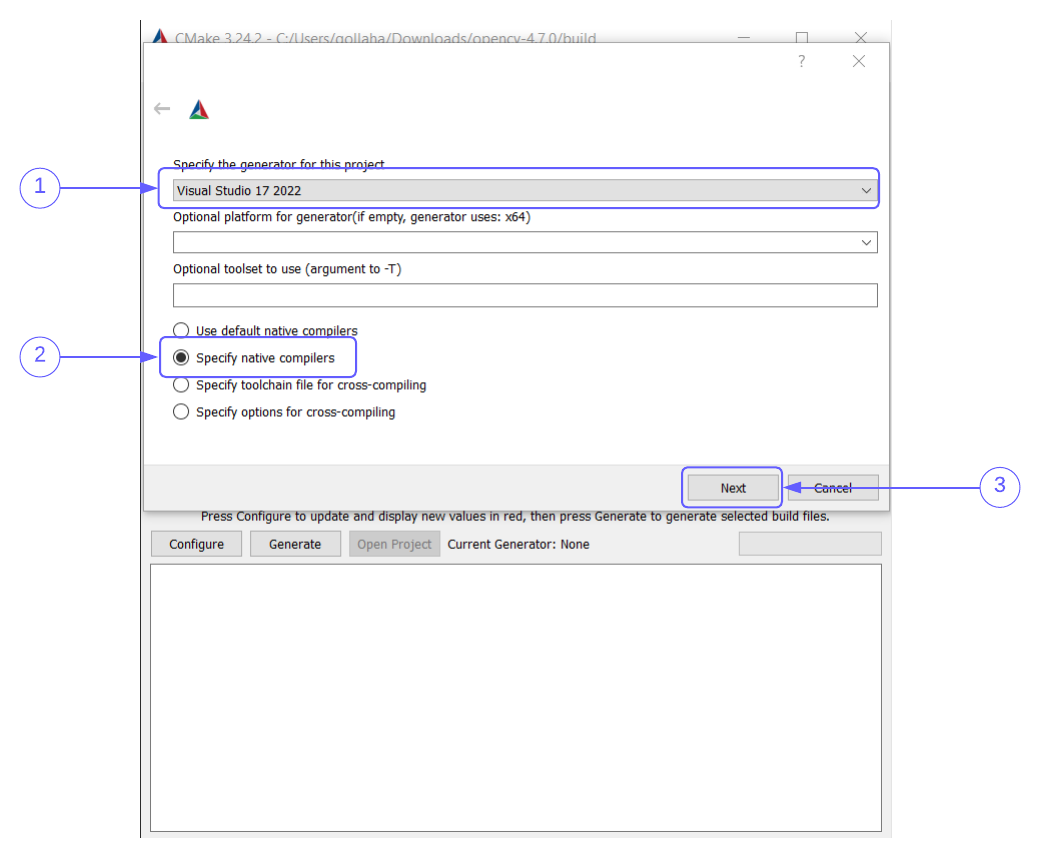 CMake 3.24.2 - C:/Users/gollaha/Downloads/opencv-4.7.0/build
?
Specify the generator for this project
1
Visual Studio 17 2022
Optional platform for generator(if empty, generator uses: x64)
Optional toolset to use (argument to -T)
Use default native compilers
2
Specify native compilers
Specify toolchain file for cross-compiling
Specify options for cross-compiling
Next
Cancel
3
Press Configure to update and display new values in red, then press Generate to generate selected build files.
Configure
Generate
Open Project
Current Generator: None